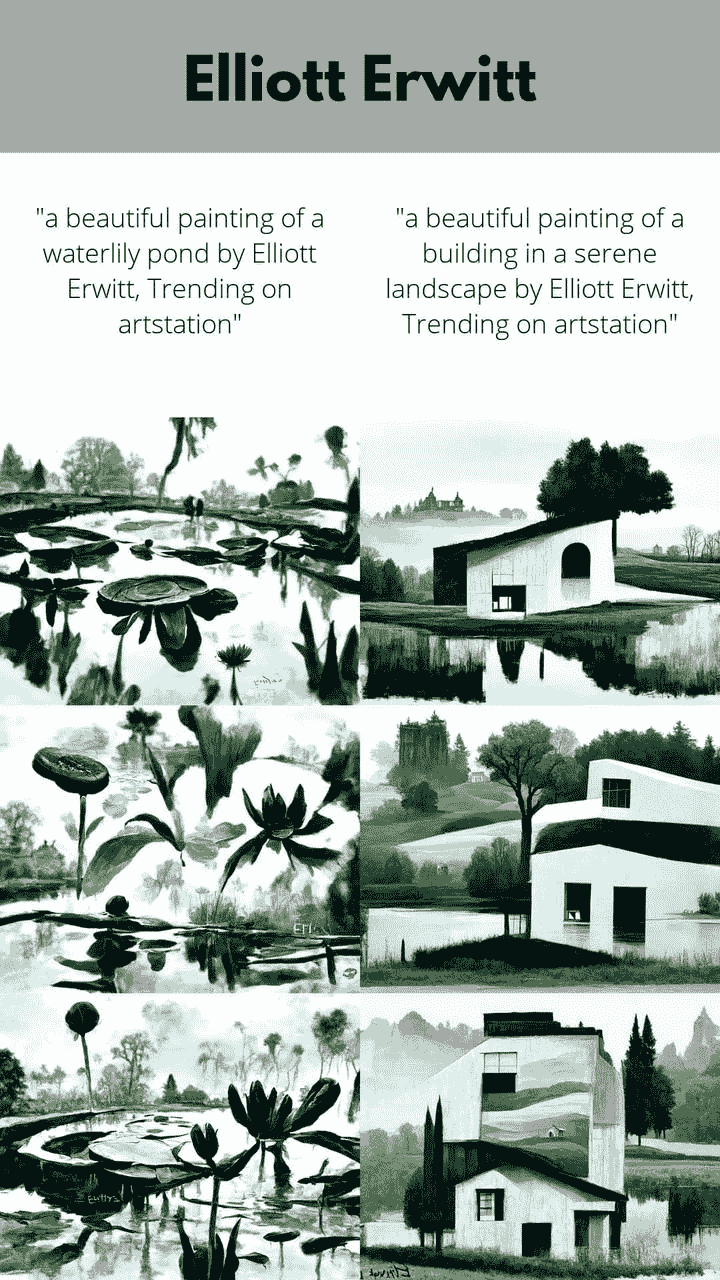 Elliott Erwitt
"a beautiful painting of a
waterlily pond by Elliott
Erwitt, Trending on
artstation"
"a beautiful painting of a
building in a serene
landscape by Elliott Erwitt,
Trending on artstation"